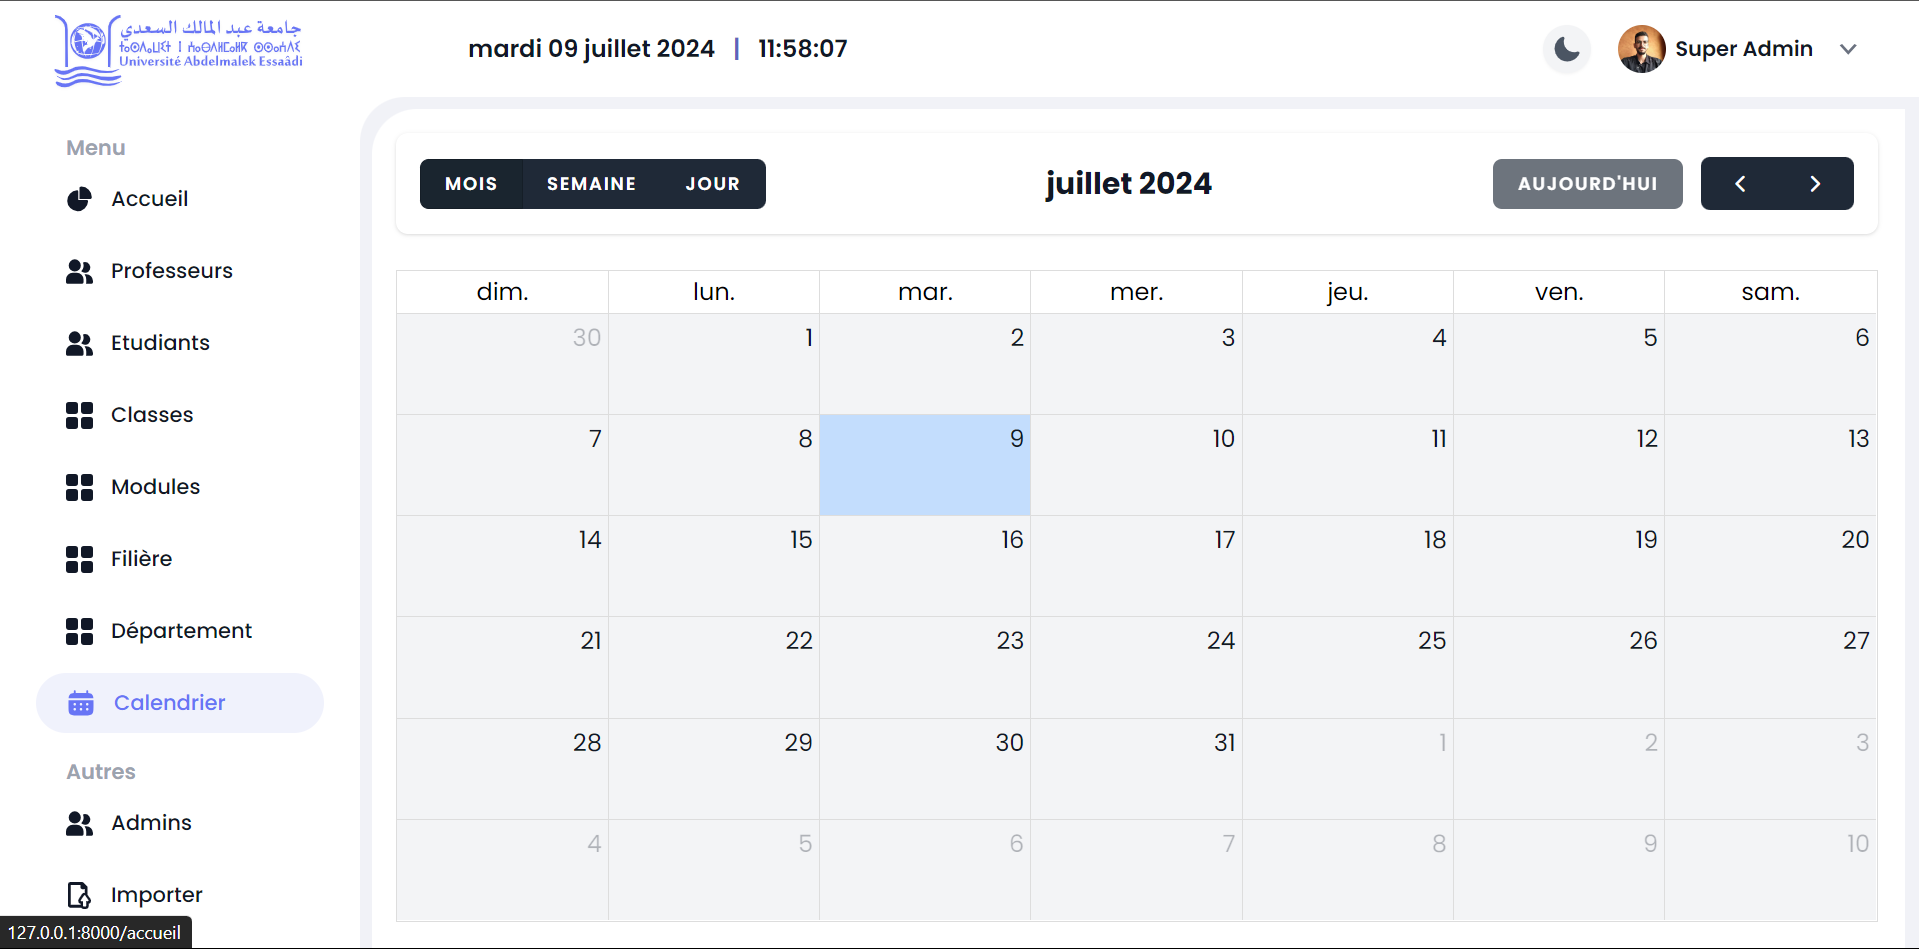 جامعة عبد المالك السعدي
Université Abdelmalek Essaâdi
mardi 09 juillet 2024 | 11:58:07
Super Admin
Menu
Accueil
Professeurs
Etudiants
Classes
Modules
Filière
Département
Calendrier
Autres
Admins
Importer
127.0.0.1:8000/accueil
MOIS SEMAINE JOUR
juillet 2024
AUJOURD'HUI
dim. lun. mar. mer. jeu. ven. sam.
30 1 2 3 4 5 6
7 8 9 10 11 12 13
14 15 16 17 18 19 20
21 22 23 24 25 26 27
28 29 30 31 1 2 3
4 5 6 7 8 9 10